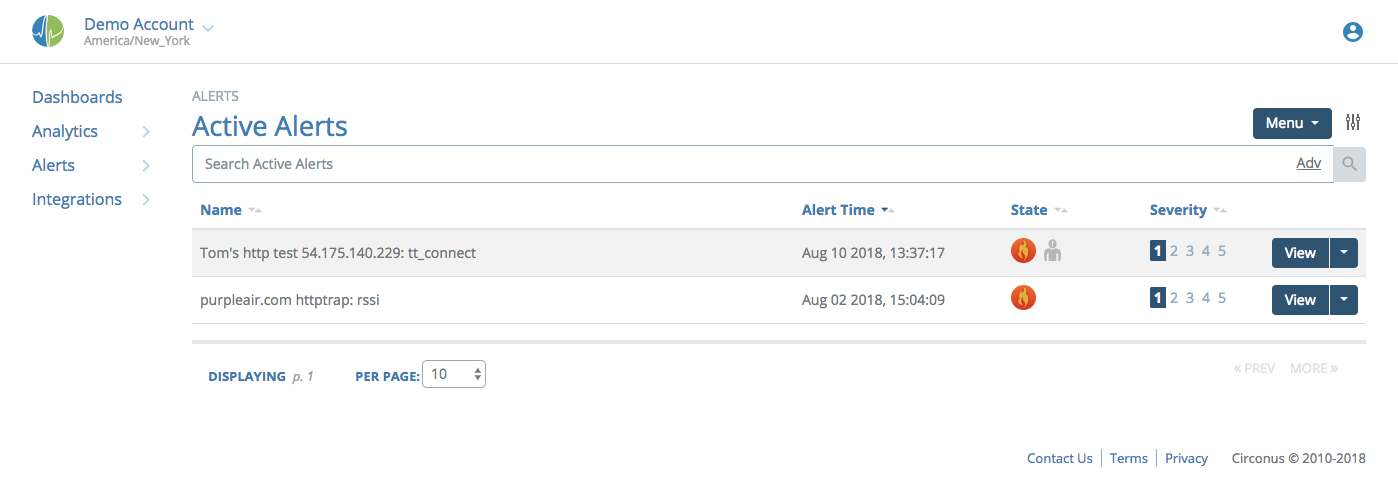 Demo Account
America/New_York
Dashboards
Analytics
Alerts
Integrations
ALERTS
Active Alerts
Menu
Search Active Alerts Adv
Name Alert Time State Severity
Tom's http test 54.175.140.229: tt_connect Aug 10 2018, 13:37:17 1 2 3 4 5 View
purpleair.com httptrap: rssi Aug 02 2018, 15:04:09 1 2 3 4 5 View
DISPLAYING p. 1 PER PAGE: 10 « PREV MORE »
Contact Us Terms Privacy Circonus © 2010-2018